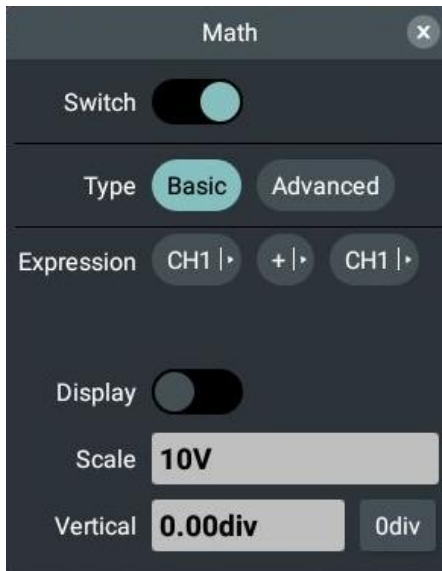 Math
Switch
Type Basic Advanced
Expression CH1 + CH1
Display
Scale 10V
Vertical 0.00div 0div